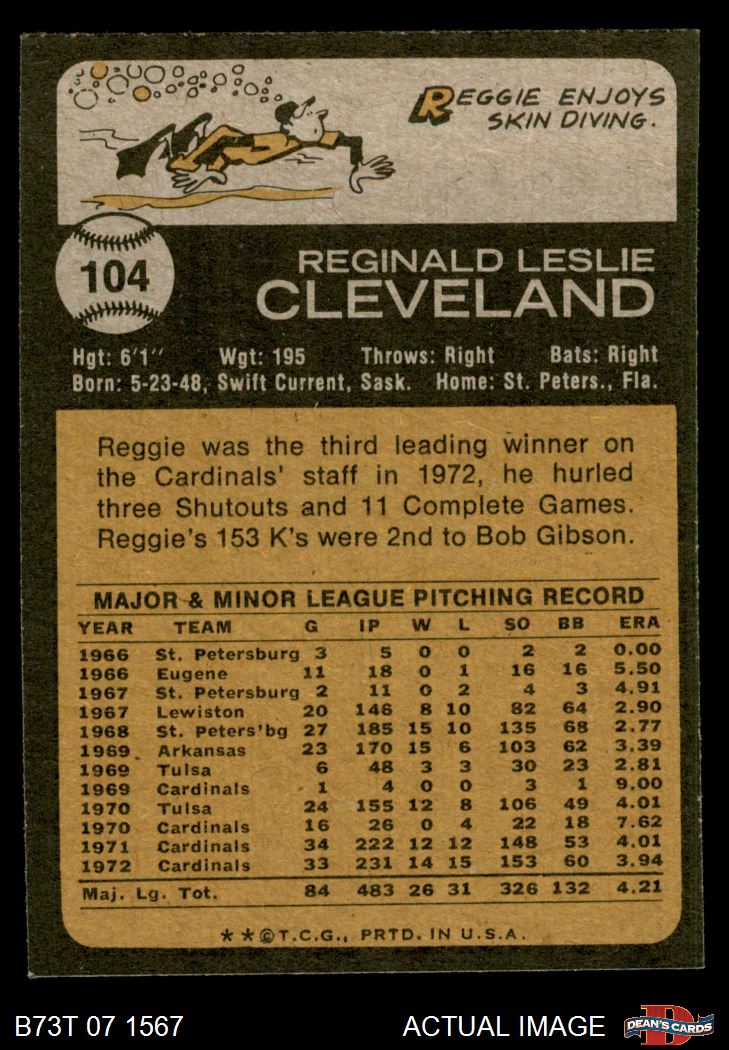 REGGIE ENJOYS
SKIN DIVING.
104
REGINALD LESLIE
CLEVELAND
Hgt: 6'1" Wgt: 195 Throws: Right Bats: Right
Born: 5-23-48, Swift Current, Sask. Home: St. Peters., Fla.
Reggie was the third leading winner on
the Cardinals' staff in 1972, he hurled
three Shutouts and 11 Complete Games.
Reggie's 153 K's were 2nd to Bob Gibson.
MAJOR & MINOR LEAGUE PITCHING RECORD
YEAR TEAM G IP W L SO BB ERA
1966 St. Petersburg 3 5 0 0 2 2 0.00
1966 Eugene 11 18 0 1 16 16 5.50
1967 St. Petersburg 2 11 0 2 4 3 4.91
1967 Lewiston 20 146 8 10 82 64 2.90
1968 St. Peters'bg 27 185 15 10 135 68 2.77
1969 Arkansas 23 170 15 6 103 62 3.39
1969 Tulsa 6 48 3 3 30 23 2.81
1969 Cardinals 1 4 0 0 3 1 9.00
1970 Tulsa 24 155 12 8 106 49 4.01
1970 Cardinals 16 26 0 4 22 18 7.62
1971 Cardinals 34 222 12 12 148 53 4.01
1972 Cardinals 33 231 14 15 153 60 3.94
Maj. Lg. Tot. 84 483 26 31 326 132 4.21
**©T.C.G., PRTD. IN U.S.A.
B73T 07 1567 ACTUAL IMAGE DEAN'S CARDS